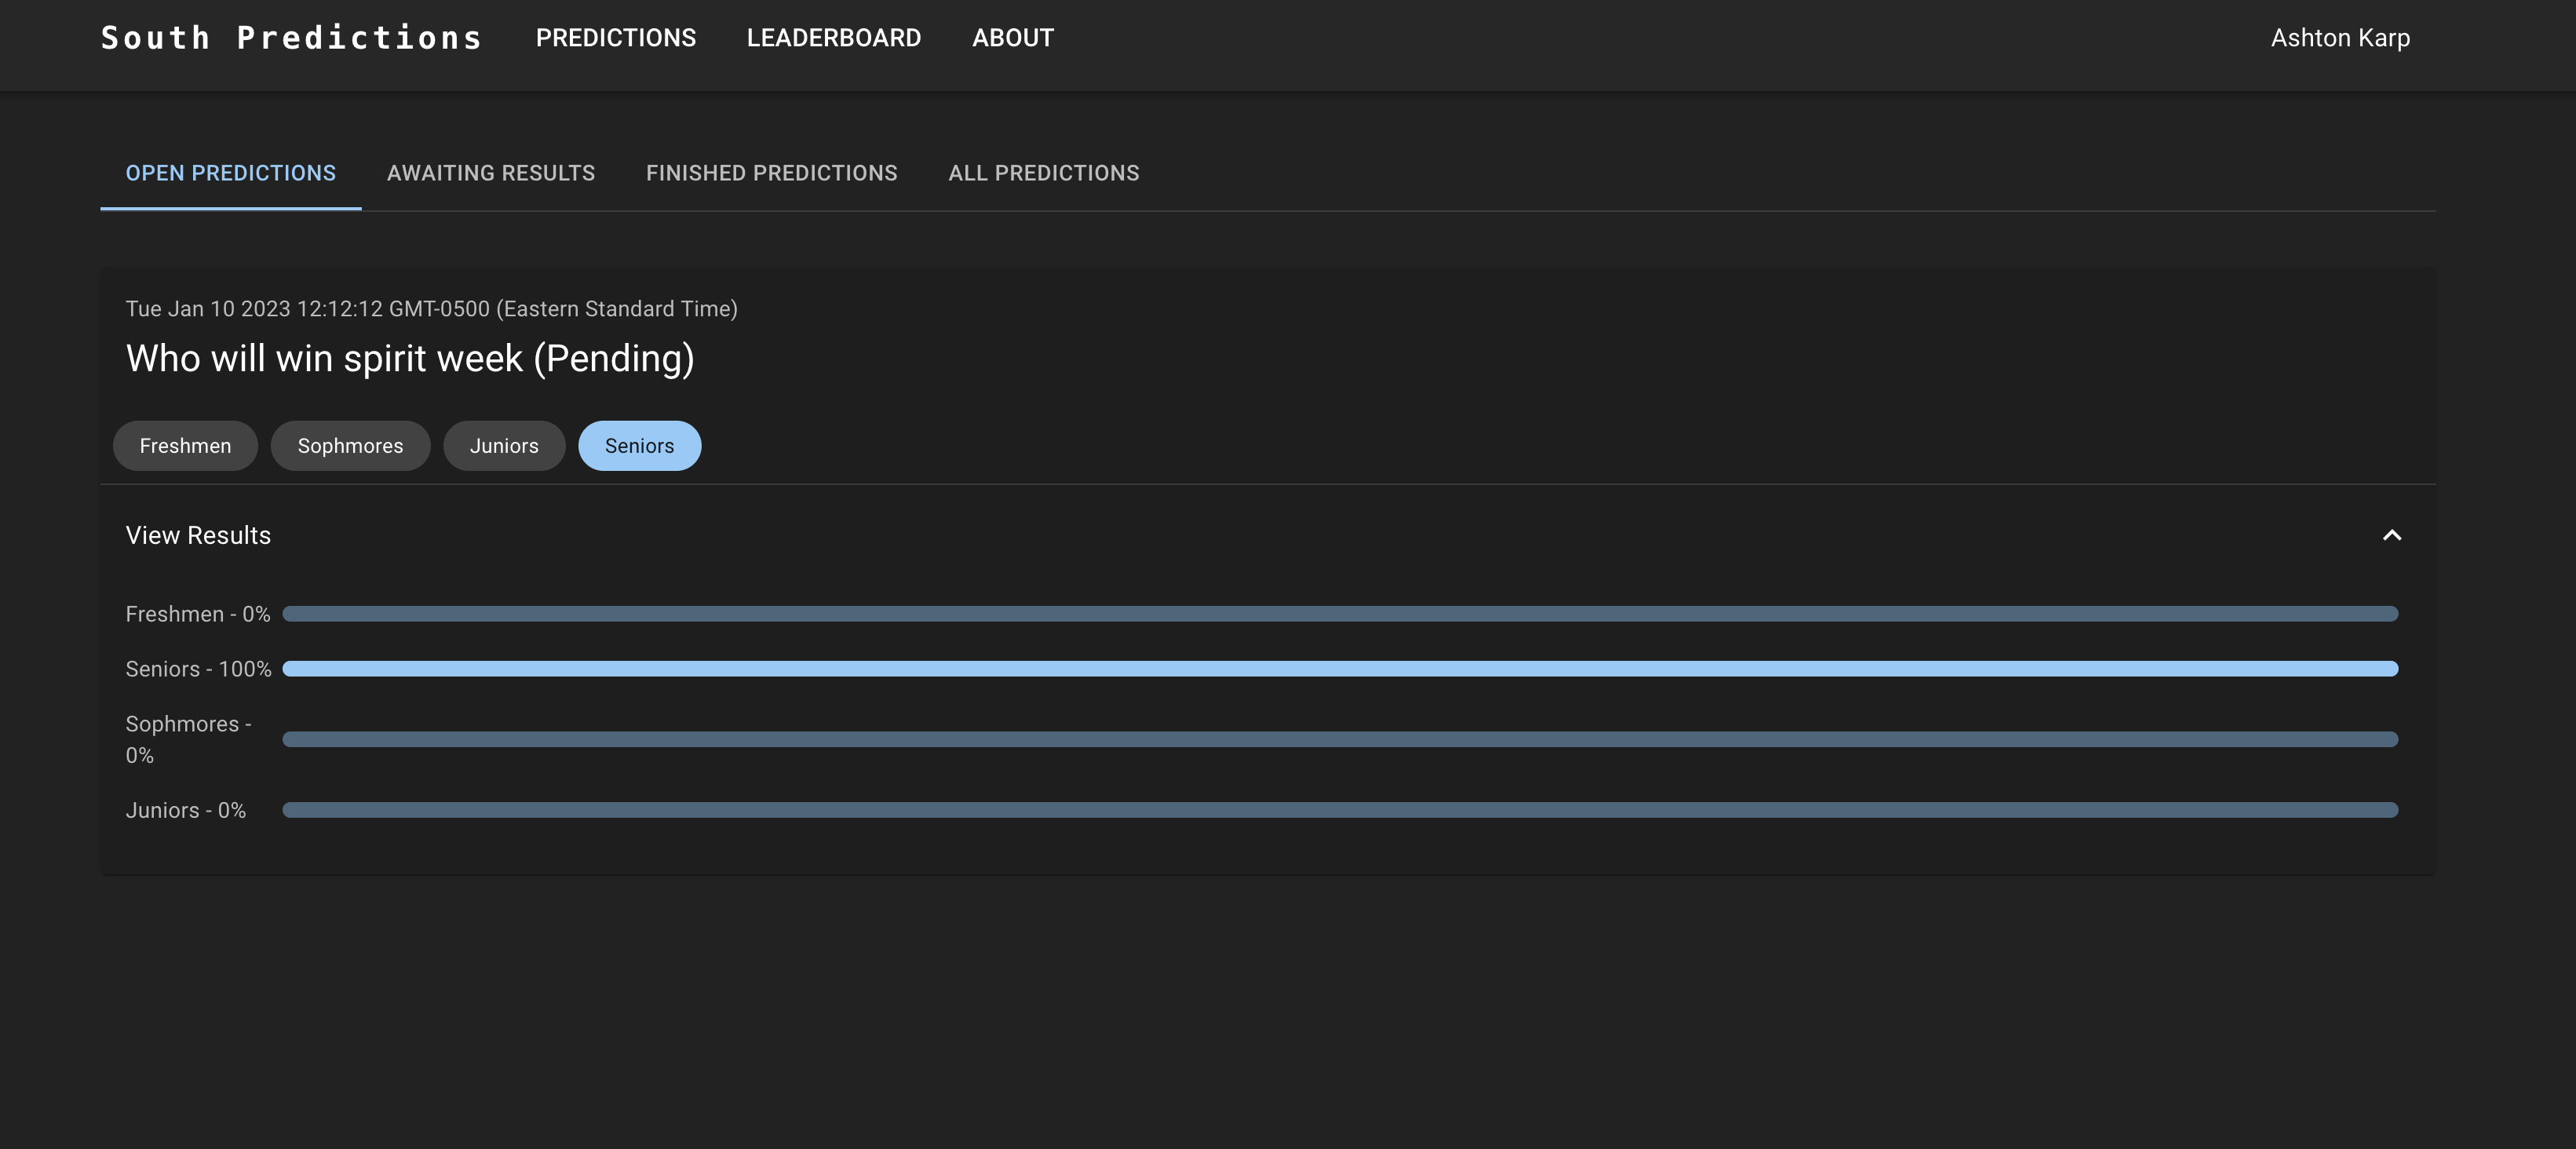 South Predictions PREDICTIONS LEADERBOARD ABOUT Ashton Karp
OPEN PREDICTIONS AWAITING RESULTS FINISHED PREDICTIONS ALL PREDICTIONS
Tue Jan 10 2023 12:12:12 GMT-0500 (Eastern Standard Time)
Who will win spirit week (Pending)
Freshmen Sophmores Juniors Seniors
View Results
Freshmen - 0%
Seniors - 100%
Sophmores -
0%
Juniors - 0%